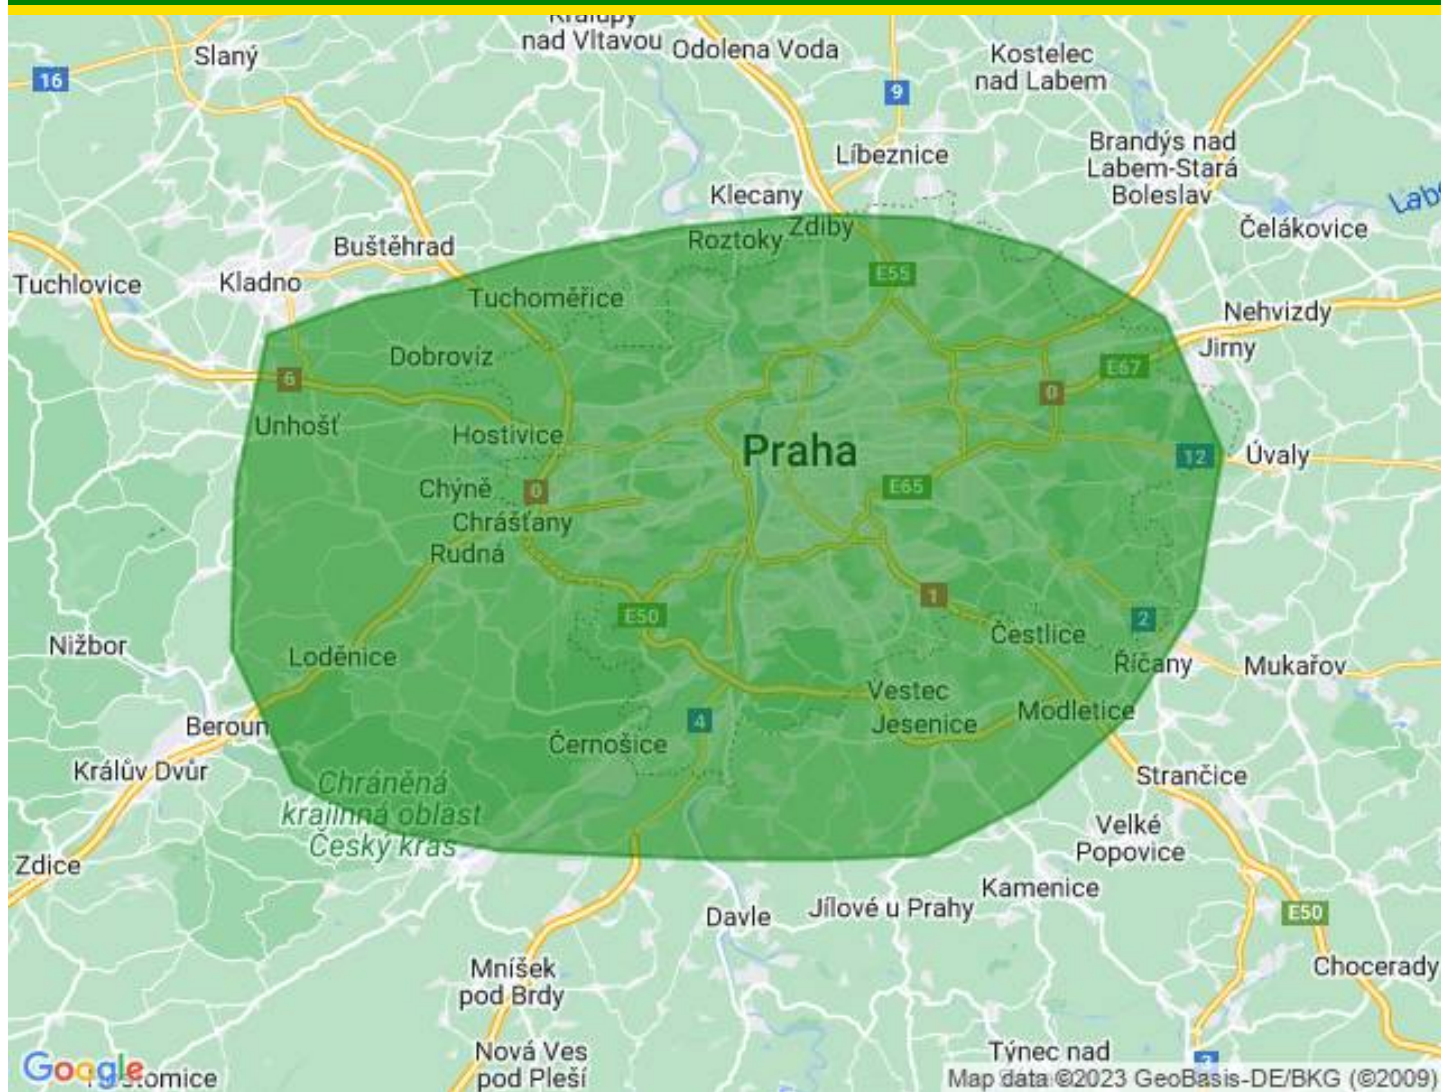 Kralupy
nad Vltavou
Odolena Voda
Slaný
Kostelec
nad Labem
16
9
Brandýs nad
Labem-Stará
Boleslav
Líbeznice
Klecany
Zdiby
Roztoky
Čelákovice
Buštěhrad
Tuchlovice
Kladno
E55
Tuchoměřice
Nehvizdy
Jirny
Dobrovíz
E67
6
0
Unhošť
Hostivice
Praha
12
Úvaly
Chýně
0
E65
Chrášťany
Rudná
1
E50
2
Čestlice
Nižbor
Loděnice
Říčany
Mukařov
Vestec
Modletice
Jesenice
Beroun
4
Černošice
Králův Dvůr
Chráněná
krajinná oblast
Český kras
Strančice
Velké
Popovice
Zdice
Kamenice
Davle
Jílové u Prahy
E50
Mníšek
pod Brdy
Chocerady
Nová Ves
pod Pleší
Týnec nad
3
Google
Map data ©2023 GeoBasis-DE/BKG (©2009)